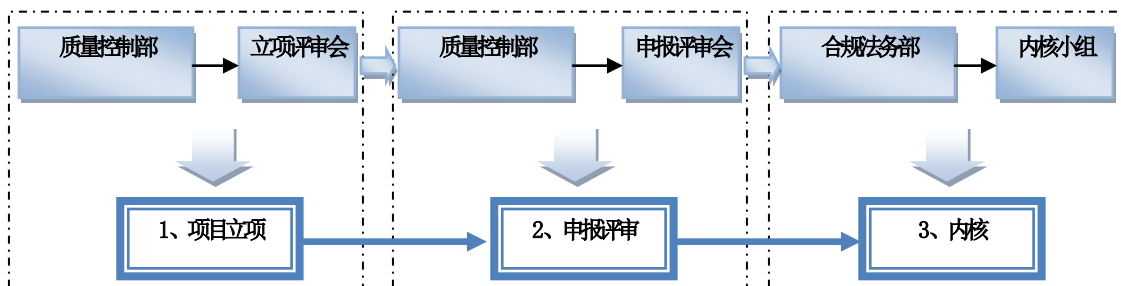 质量控制部
立项评审会
质量控制部
申报评审会
合规法务部
内核小组
1、项目立项
2、申报评审
3、内核